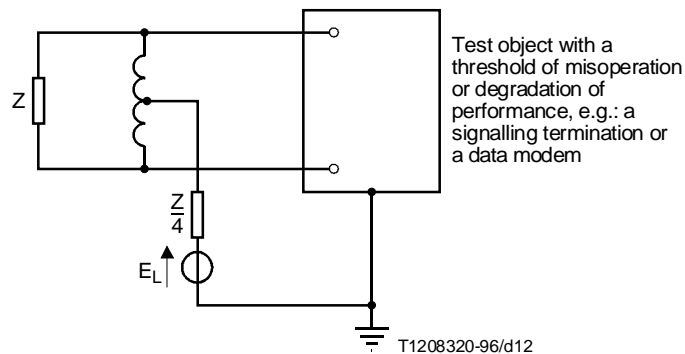 Z
Test object with a
threshold of misoperation
or degradation of
performance, e.g.: a
signalling termination or
a data modem
Z
4
EL
T1208320-96/d12